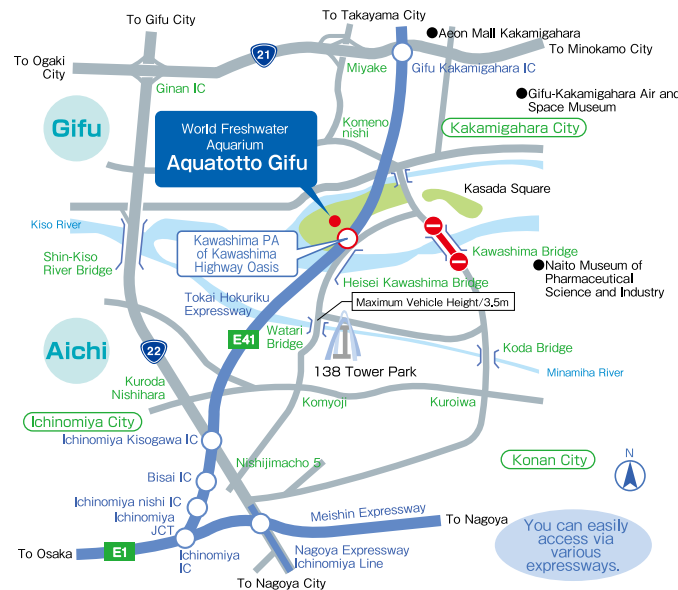 To Gifu City
To Takayama City
Aeon Mall Kakamigahara
To Minokamo City
21
To Ogaki
City
Miyake
Gifu Kakamigahara IC
Ginan IC
Gifu-Kakamigahara Air and
Space Museum
Gifu
World Freshwater
Aquarium
Aquatotto Gifu
Komeno
nishi
Kakamigahara City
Kasada Square
Kiso River
Kawashima PA
of Kawashima
Highway Oasis
Shin-Kiso
River Bridge
Kawashima Bridge
Naito Museum of
Pharmaceutical
Science and Industry
Heisei Kawashima Bridge
Tokai Hokuriku
Expressway
Maximum Vehicle Height/3.5m
E41
Watari
Bridge
Aichi
22
Koda Bridge
138 Tower Park
Minamiha River
Kuroda
Nishihara
Komyoji
Kuroiwa
Ichinomiya City
Ichinomiya Kisogawa IC
Nishijimacho 5
Konan City
N
Bisai IC
Ichinomiya nishi IC
Ichinomiya
JCT
Meishin Expressway
To Nagoya
You can easily
access via
various
expressways.
To Osaka
E1
Ichinomiya
IC
Nagoya Expressway
Ichinomiya Line
To Nagoya City